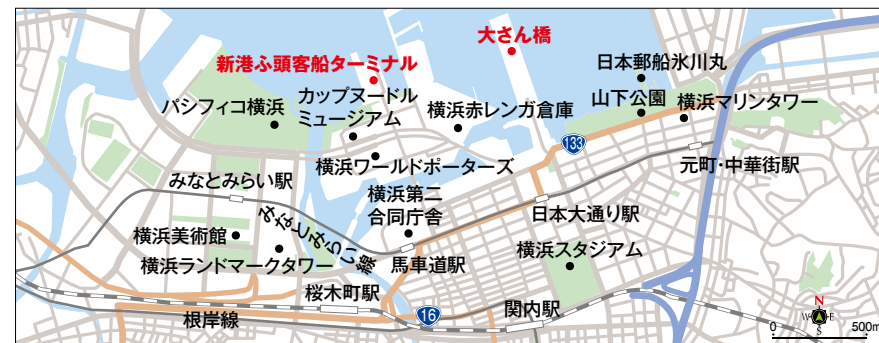 大さん橋
新港ふ頭客船ターミナル
日本郵船氷川丸
パシフィコ横浜
カップヌードル
ミュージアム
横浜赤レンガ倉庫
山下公園
横浜マリンタワー
133
横浜ワールドポーターズ
元町・中華街駅
みなとみらい駅
みなとみらい線
横浜第二
合同庁舎
日本大通り駅
横浜美術館
横浜ランドマークタワー
馬車道駅
横浜スタジアム
桜木町駅
16
関内駅
根岸線
N
W E
S
0 500m